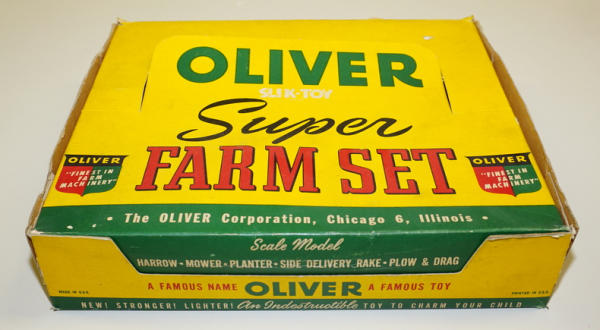 OLIVER
SLIK-TOY
Super
FARM SET
OLIVER
"FINEST IN
FARM
MACHINERY"
OLIVER
"FINEST IN
FARM
MACHINERY"
• The OLIVER Corporation, Chicago 6, Illinois •
Scale Model
HARROW • MOWER • PLANTER • SIDE DELIVERY RAKE • PLOW & DRAG
A FAMOUS NAME OLIVER A FAMOUS TOY
MADE IN U.S.A.
PRINTED IN U.S.A.
NEW! STRONGER! LIGHTER! An Indestructible TOY TO CHARM YOUR CHILD